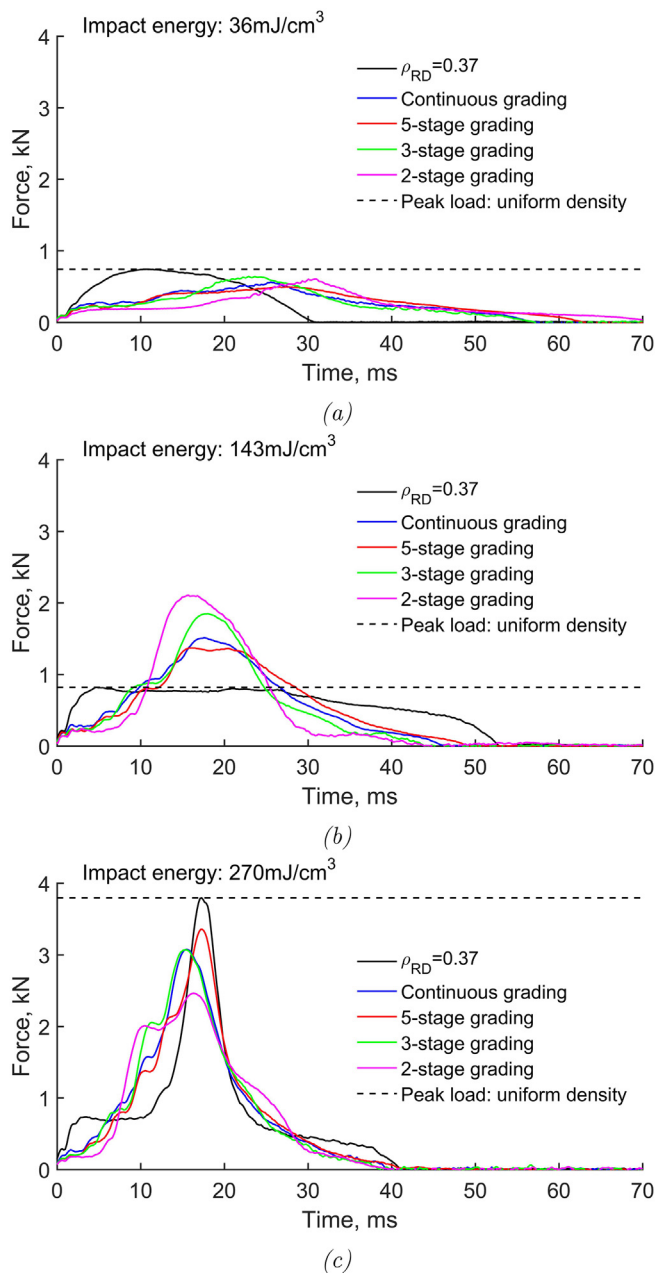 Impact energy: 36mJ/cm³
4
3
2
1
0
Force, kN
ρRD=0.37
Continuous grading
5-stage grading
3-stage grading
2-stage grading
Peak load: uniform density
0 10 20 30 40 50 60 70
Time, ms
(a)
Impact energy: 143mJ/cm³
4
3
2
1
0
Force, kN
ρRD=0.37
Continuous grading
5-stage grading
3-stage grading
2-stage grading
Peak load: uniform density
0 10 20 30 40 50 60 70
Time, ms
(b)
Impact energy: 270mJ/cm³
4
3
2
1
0
Force, kN
ρRD=0.37
Continuous grading
5-stage grading
3-stage grading
2-stage grading
Peak load: uniform density
0 10 20 30 40 50 60 70
Time, ms
(c)